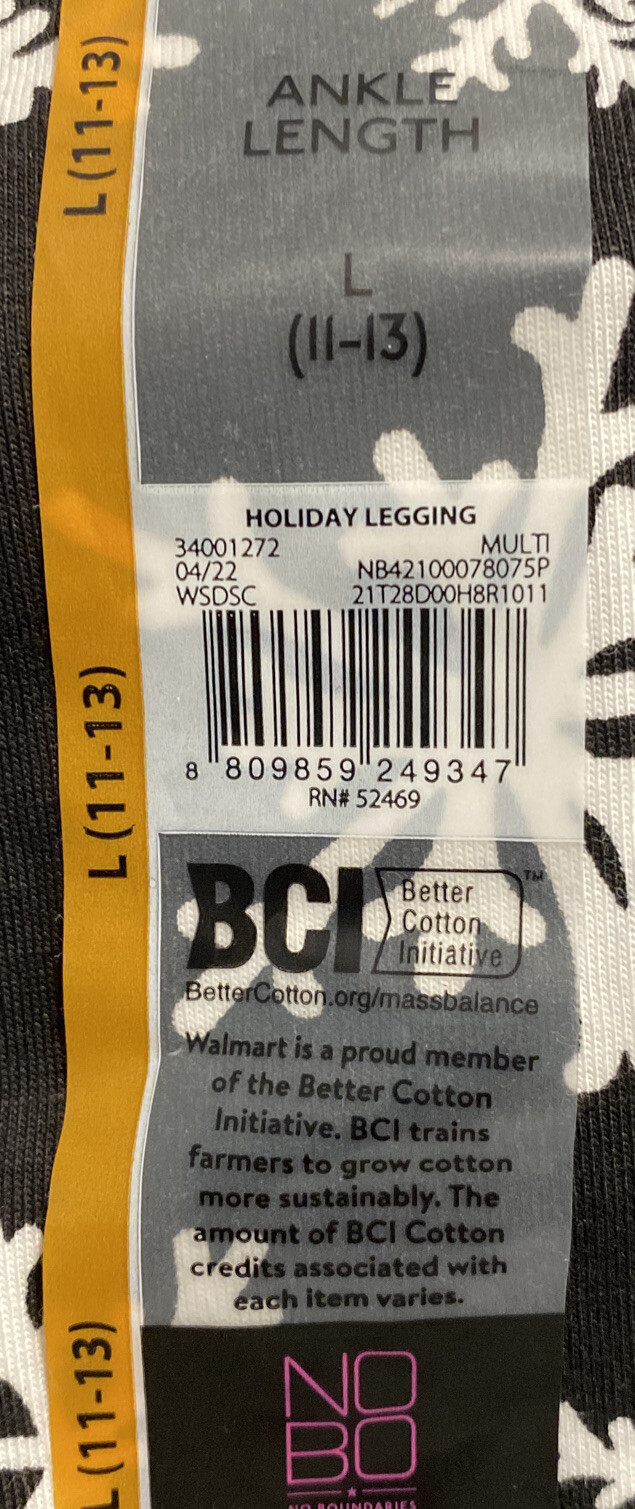 L (11-13)
ANKLE
LENGTH
L
(11-13)
HOLIDAY LEGGING
34001272 MULTI
04/22 NB42100078075P
WSDSC 21T28D00H8R1011
L (11-13)
8 809859 249347
RN# 52469
BCI Better
Cotton
Initiative
TM
BetterCotton.org/massbalance
Walmart is a proud member
of the Better Cotton
Initiative. BCI trains
farmers to grow cotton
more sustainably. The
amount of BCI Cotton
credits associated with
each item varies.
L (11-13)
NO
BO
NO BOUNDARIES